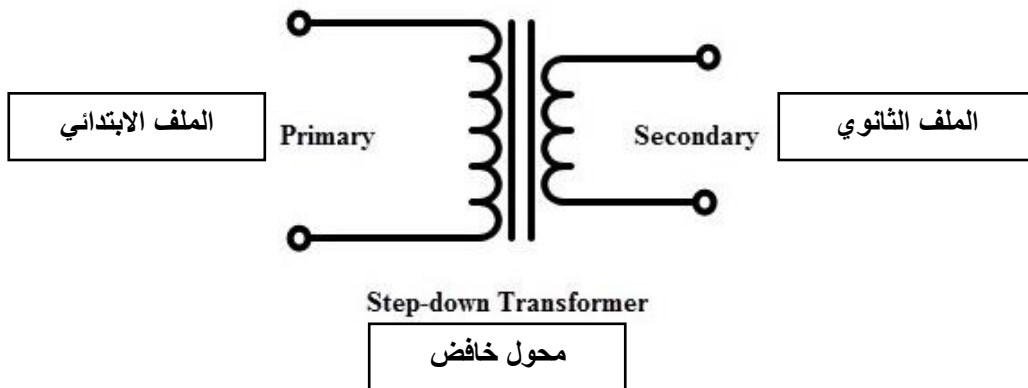 الملف الابتدائي
Primary
Secondary
الملف الثانوي
Step-down Transformer
محول خافض